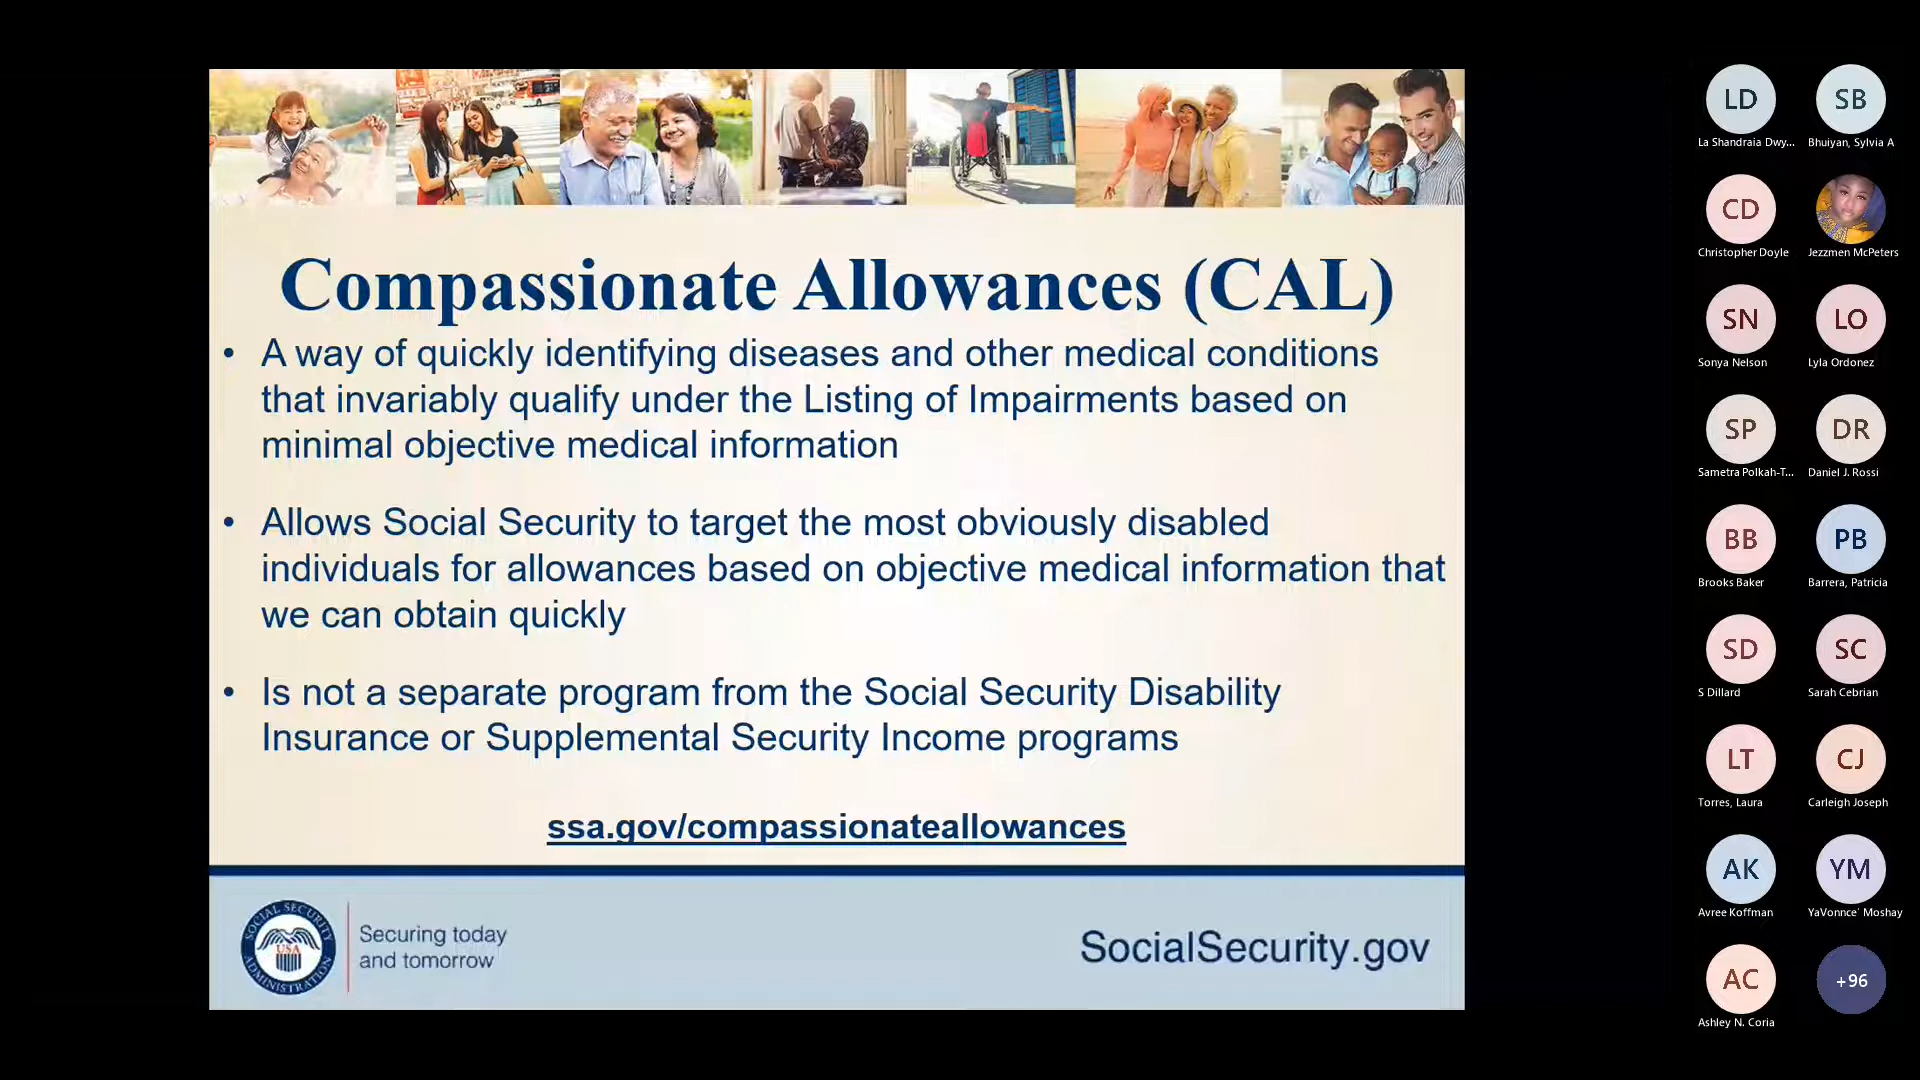 Compassionate Allowances (CAL)
• A way of quickly identifying diseases and other medical conditions
that invariably qualify under the Listing of Impairments based on
minimal objective medical information
• Allows Social Security to target the most obviously disabled
individuals for allowances based on objective medical information that
we can obtain quickly
• Is not a separate program from the Social Security Disability
Insurance or Supplemental Security Income programs
ssa.gov/compassionateallowances
SOCIAL SECURITY ADMINISTRATION
USA
Securing today
and tomorrow
SocialSecurity.gov
LD
La Shandraia Dwy...
SB
Bhuiyan, Sylvia A
CD
Christopher Doyle
Jezzmen McPeters
SN
Sonya Nelson
LO
Lyla Ordonez
SP
Sametra Polkah-T...
DR
Daniel J. Rossi
BB
Brooks Baker
PB
Barrera, Patricia
SD
S Dillard
SC
Sarah Cebrian
LT
Torres, Laura
CJ
Carleigh Joseph
AK
Avree Koffman
YM
YaVonnce' Moshay
AC
Ashley N. Coria
+96